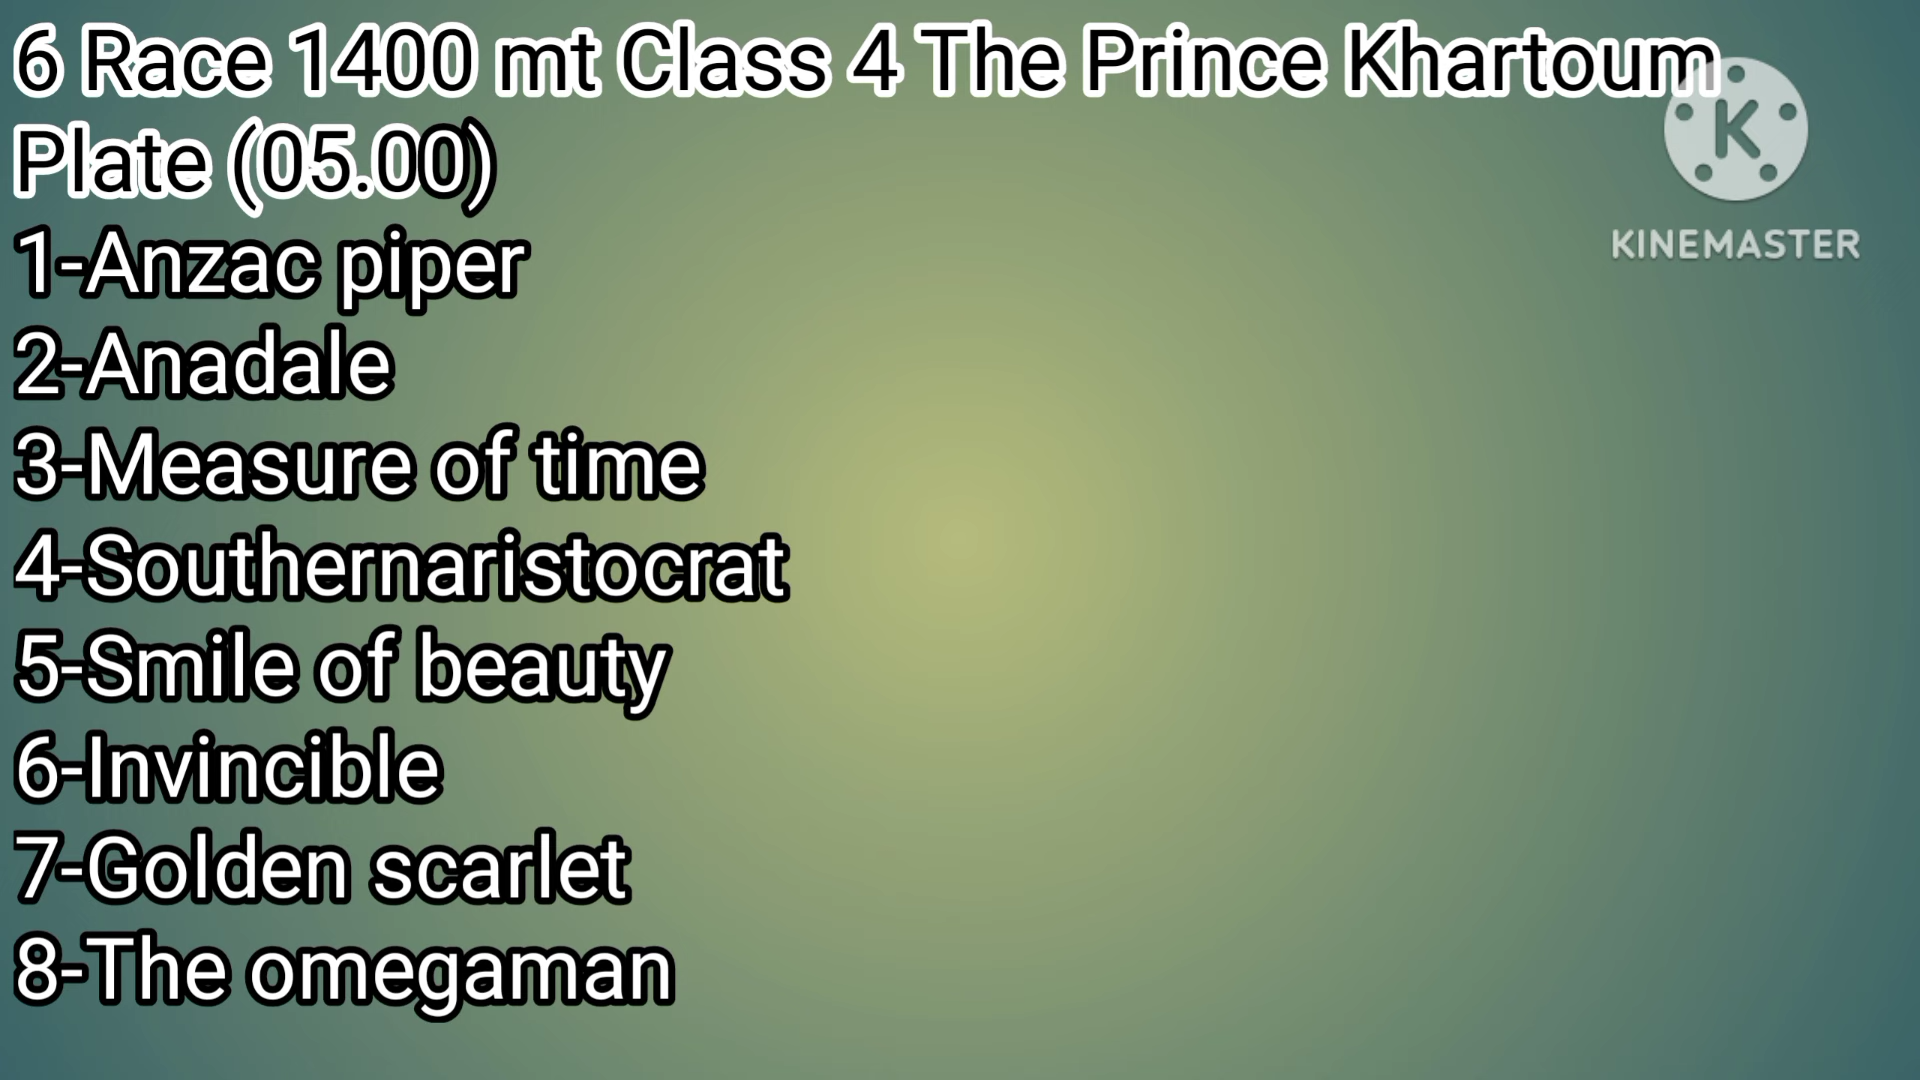 6 Race 1400 mt Class 4 The Prince Khartoum
Plate (05.00)
1-Anzac piper
2-Anadale
3-Measure of time
4-Southernaristocrat
5-Smile of beauty
6-Invincible
7-Golden scarlet
8-The omegaman
K
KINEMASTER